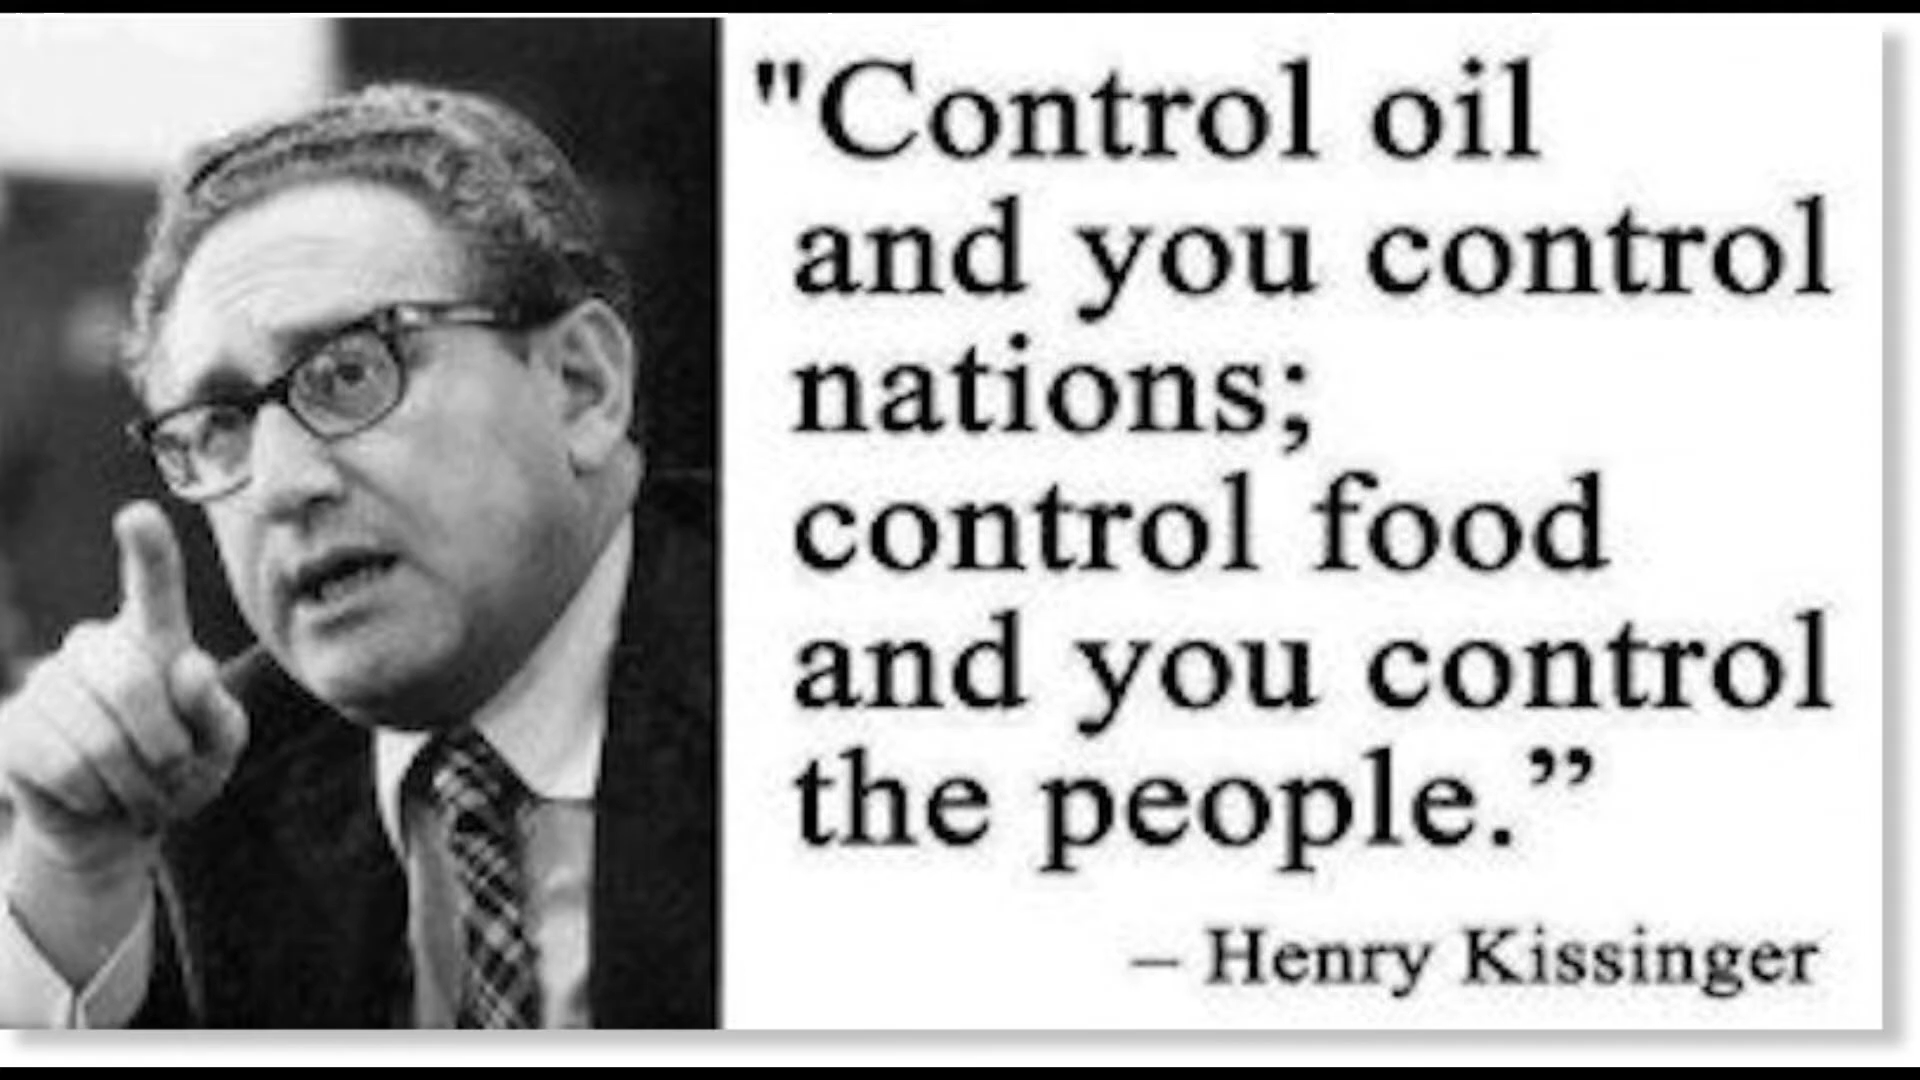 "Control oil
and you control
nations;
control food
and you control
the people.”
– Henry Kissinger